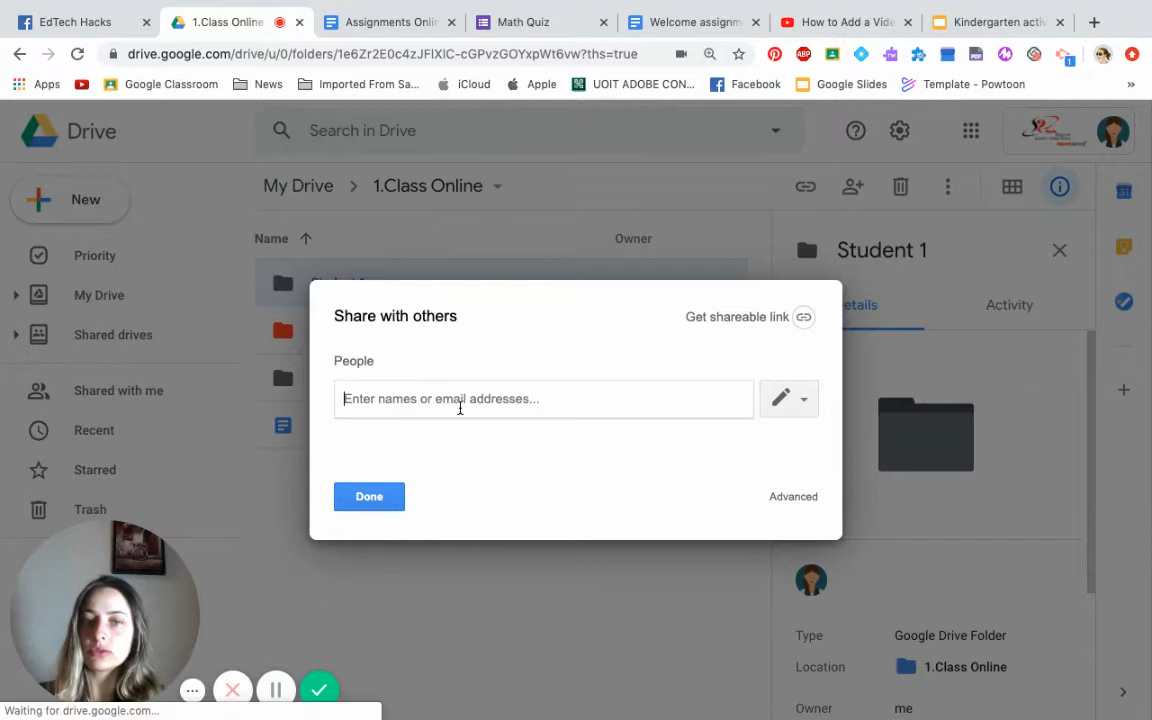 EdTech Hacks
1.Class Online
Assignments Onlin
Math Quiz
Welcome assignm
How to Add a Vide
Kindergarten activ
drive.google.com/drive/u/0/folders/1e6Zr2E0c4zJFIXIC-cGPvzGOYxpWt6vw?ths=true
Apps
Google Classroom
News
Imported From Sa...
iCloud
Apple
UOIT ADOBE CON...
Facebook
Google Slides
Template - Powtoon
»
Drive
Search in Drive
New
My Drive > 1.Class Online
Name
Owner
Student 1
Details
Activity
Priority
My Drive
Shared drives
Shared with me
Recent
Starred
Trash
Share with others
Get shareable link
People
Enter names or email addresses...
Done
Advanced
Type
Google Drive Folder
Location
1.Class Online
Owner
me
Waiting for drive.google.com...